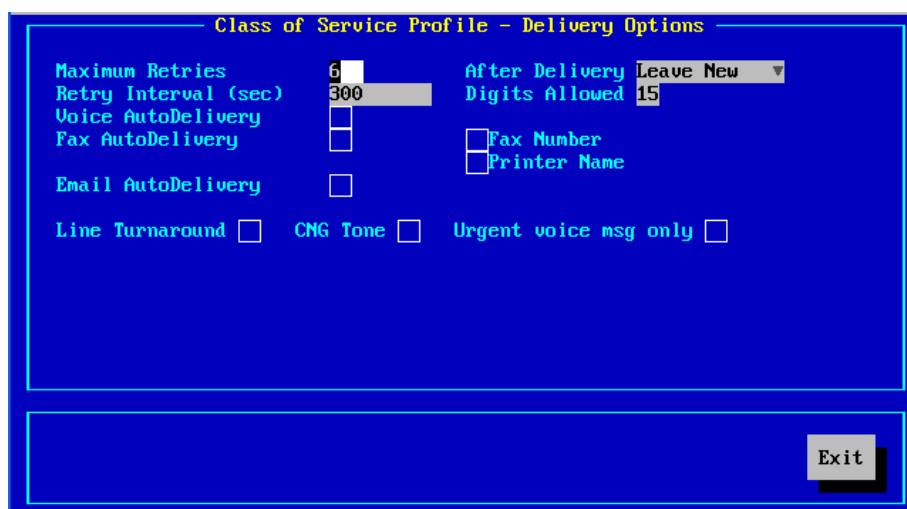 Class of Service Profile - Delivery Options
Maximum Retries 6 After Delivery Leave New
Retry Interval (sec) 300 Digits Allowed 15
Voice AutoDelivery
Fax AutoDelivery Fax Number
Printer Name
Email AutoDelivery
Line Turnaround CNG Tone Urgent voice msg only
Exit